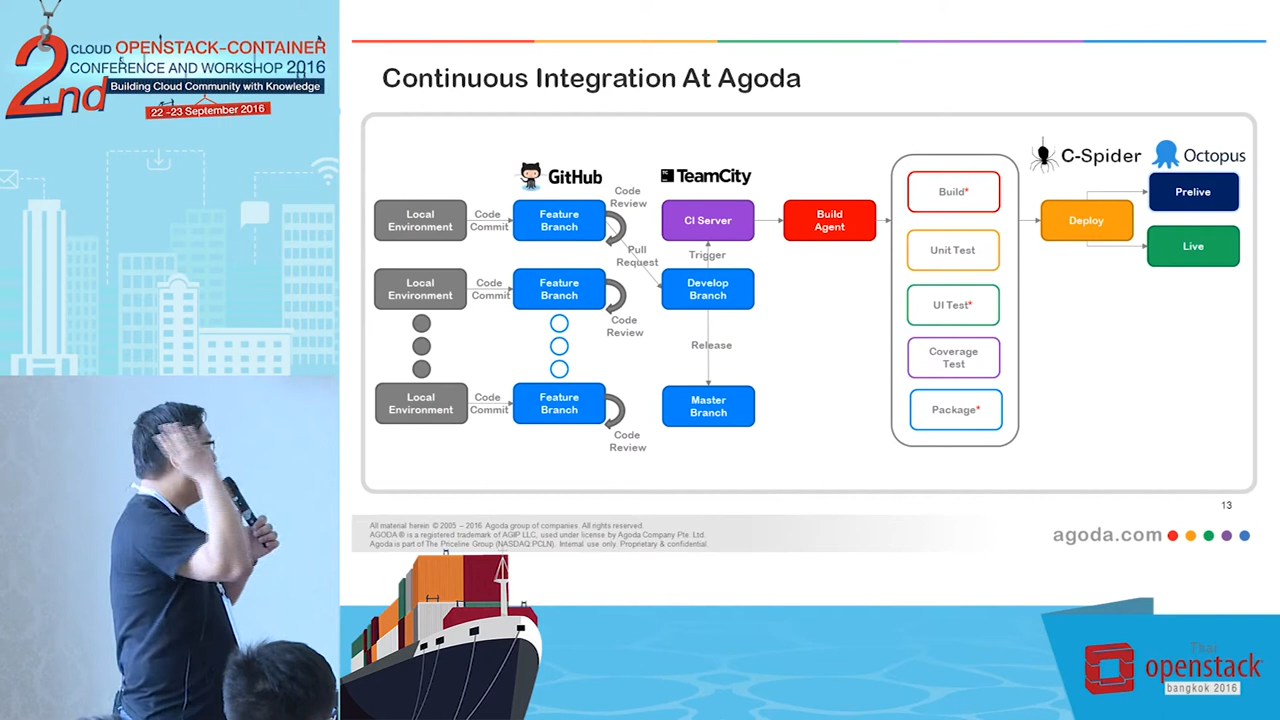 2nd
CLOUD OPENSTACK-CONTAINER
CONFERENCE AND WORKSHOP 2016
Building Cloud Community with Knowledge
22 -23 September 2016
Continuous Integration At Agoda
GitHub
TeamCity
C-Spider
Octopus
Local
Environment
Code
Commit
Feature
Branch
Code
Review
Pull
Request
CI Server
Trigger
Build
Agent
Build*
Unit Test
UI Test*
Coverage
Test
Package*
Deploy
Prelive
Live
Local
Environment
Code
Commit
Feature
Branch
Code
Review
Develop
Branch
Release
Local
Environment
Code
Commit
Feature
Branch
Code
Review
Master
Branch
13
All material herein © 2005 – 2016 Agoda group of companies. All rights reserved.
AGODA ® is a registered trademark of AGIP LLC, used under license by Agoda Company Pte. Ltd.
Agoda is part of The Priceline Group (NASDAQ:PCLN). Internal use only. Proprietary & confidential.
agoda.com
Thai
openstack
bangkok 2016